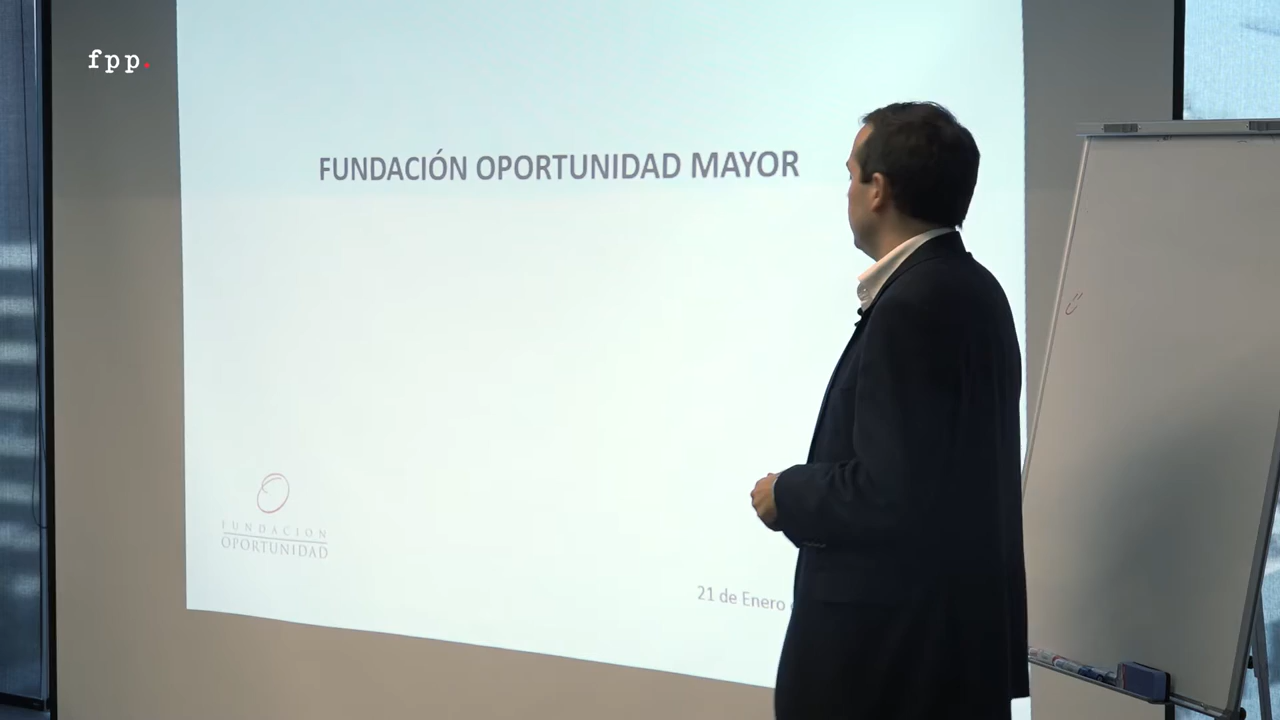 fpp.
FUNDACIÓN OPORTUNIDAD MAYOR
FUNDACIÓN
OPORTUNIDAD
21 de Enero